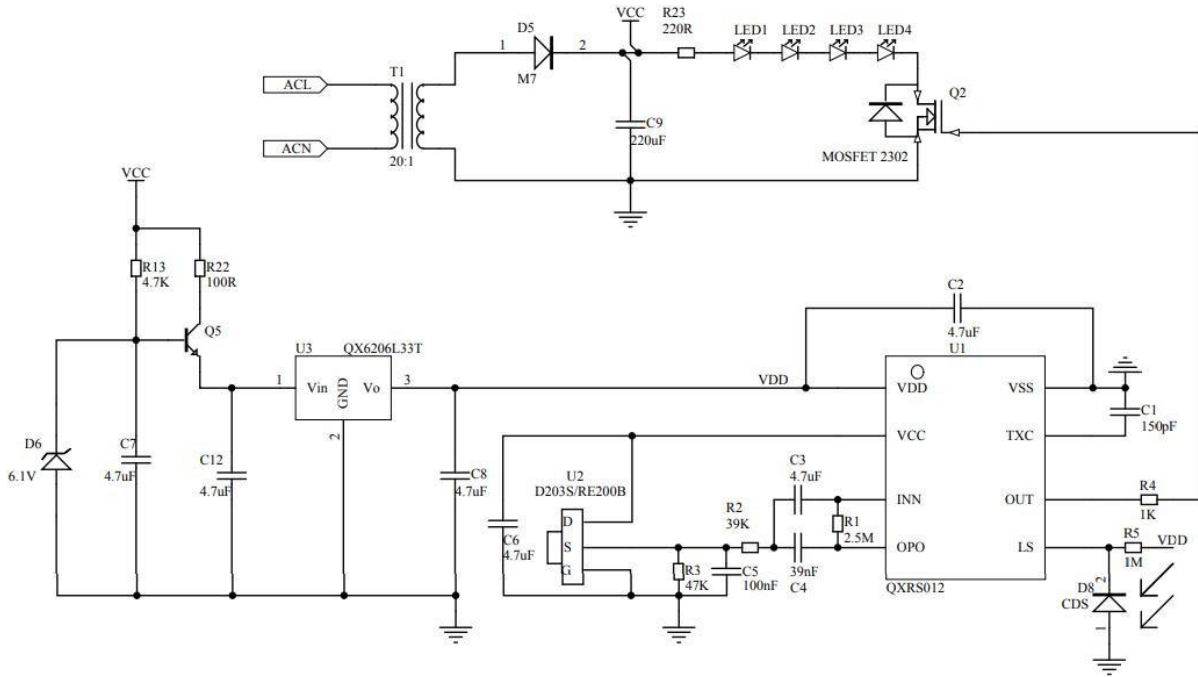 VCC
R23
220R
D5
1
2
M7
LED1
LED2
LED3
LED4
T1
ACL
ACN
20:1
C9
220uF
Q2
MOSFET 2302
VCC
R13
4.7K
R22
100R
Q5
U3
QX6206L33T
1
Vin
GND
Vo
3
2
D6
6.1V
C7
4.7uF
C12
4.7uF
C8
4.7uF
VDD
C2
4.7uF
U1
VDD
VSS
VCC
TXC
INN
OUT
OPO
LS
QXRS012
C1
150pF
R4
1K
R5
1M
VDD
D8
CDS
2
1
C6
4.7uF
U2
D203S/RE200B
D
S
G
R2
39K
C3
4.7uF
R1
2.5M
39nF
C4
R3
47K
C5
100nF